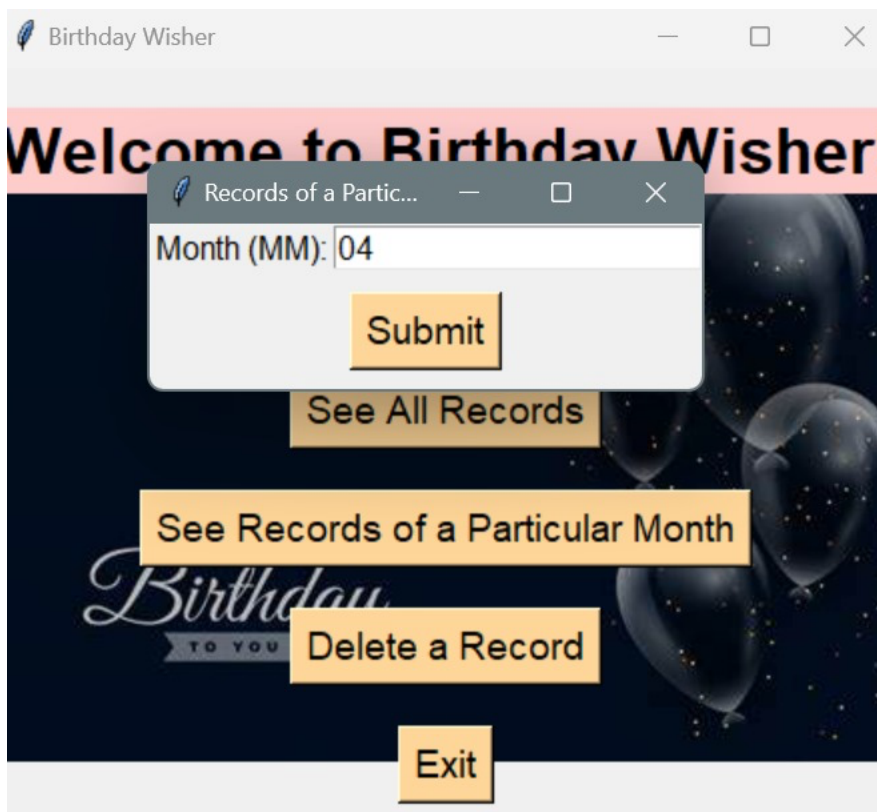 Birthday Wisher
Welcome to Birthday Wisher
Records of a Partic...
Month (MM): 04
Submit
See All Records
See Records of a Particular Month
Birthday
TO YOU
Delete a Record
Exit